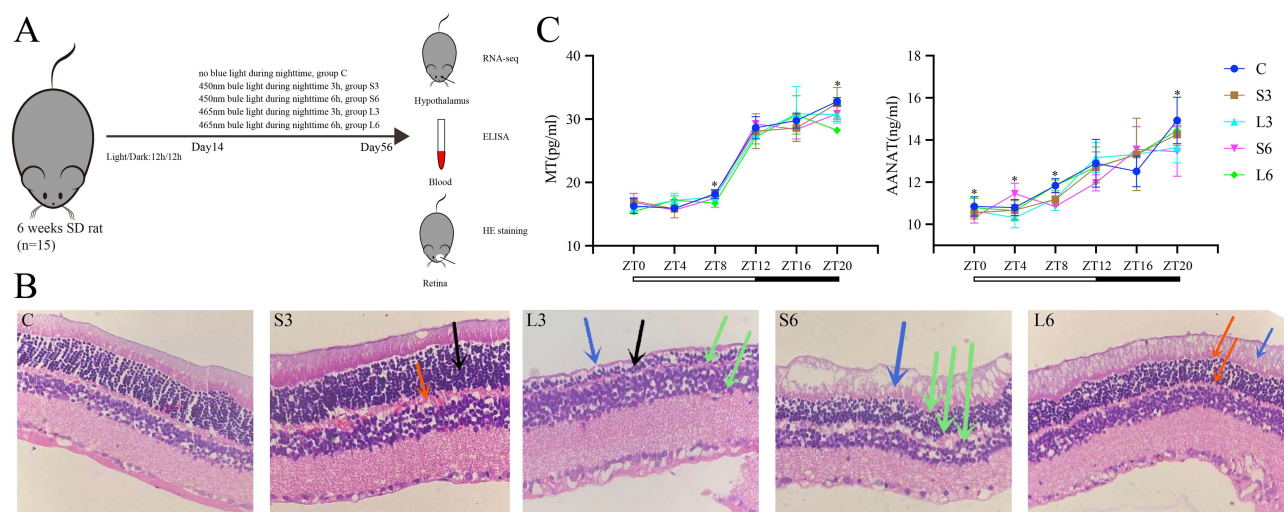 A
no blue light during nighttime, group C
450nm bule light during nighttime 3h, group S3
450nm bule light during nighttime 6h, group S6
465nm bule light during nighttime 3h, group L3
465nm bule light during nighttime 6h, group L6
Light/Dark:12h/12h
Day14
Day56
6 weeks SD rat
(n=15)
RNA-seq
Hypothalamus
ELISA
Blood
HE staining
Retina
C
MT(pg/ml)
40
30
20
10
*
*
ZT0 ZT4 ZT8 ZT12 ZT16 ZT20
AANAT(ng/ml)
18
16
14
12
10
* * * *
ZT0 ZT4 ZT8 ZT12 ZT16 ZT20
C
S3
L3
S6
L6
B
C
S3
L3
S6
L6